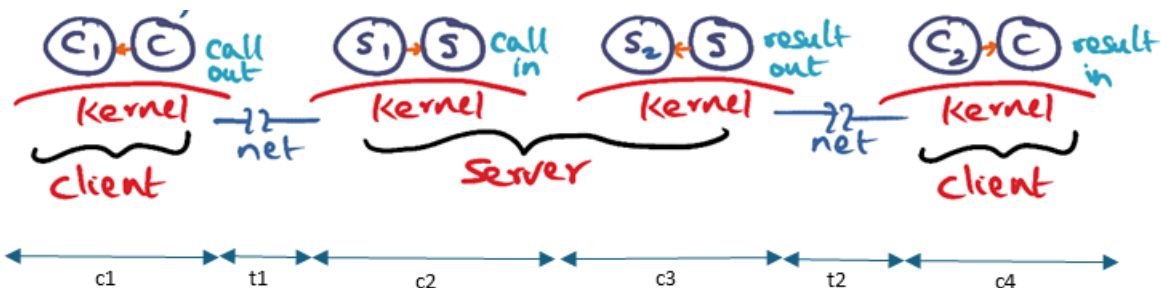 C1 C call out
S1 S call in
S2 S result out
C2 C result in
Kernel
Kernel
Kernel
Kernel
net
net
client
Server
client
c1
t1
c2
c3
t2
c4